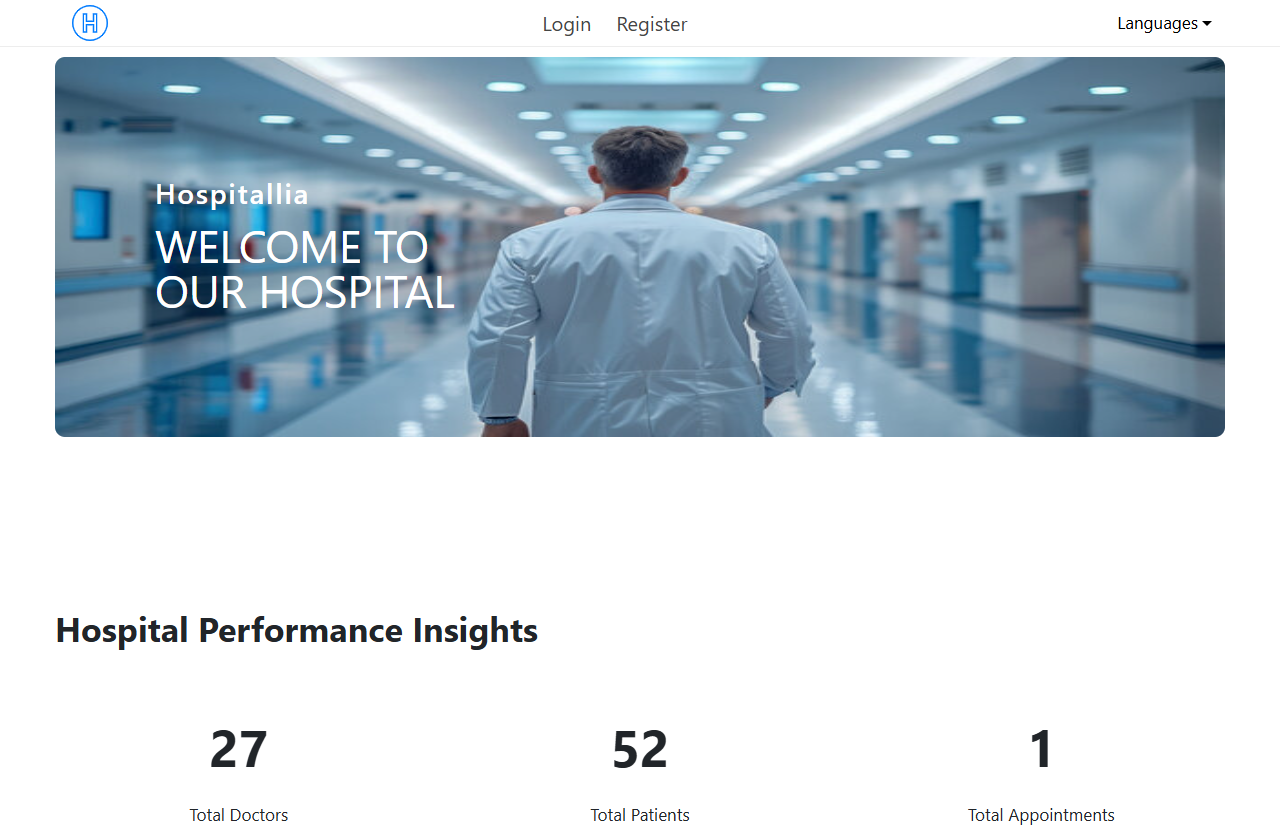 H
Login Register Languages
Hospitallia
WELCOME TO
OUR HOSPITAL
Hospital Performance Insights
27 52 1
Total Doctors Total Patients Total Appointments